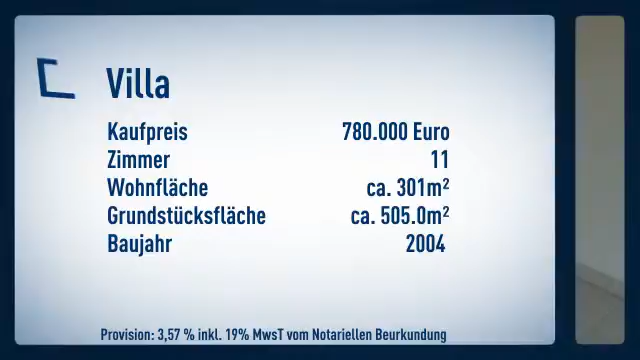 Villa
Kaufpreis 780.000 Euro
Zimmer 11
Wohnfläche ca. 301m²
Grundstücksfläche ca. 505.0m²
Baujahr 2004
Provision: 3,57 % inkl. 19% MwsT vom Notariellen Beurkundung